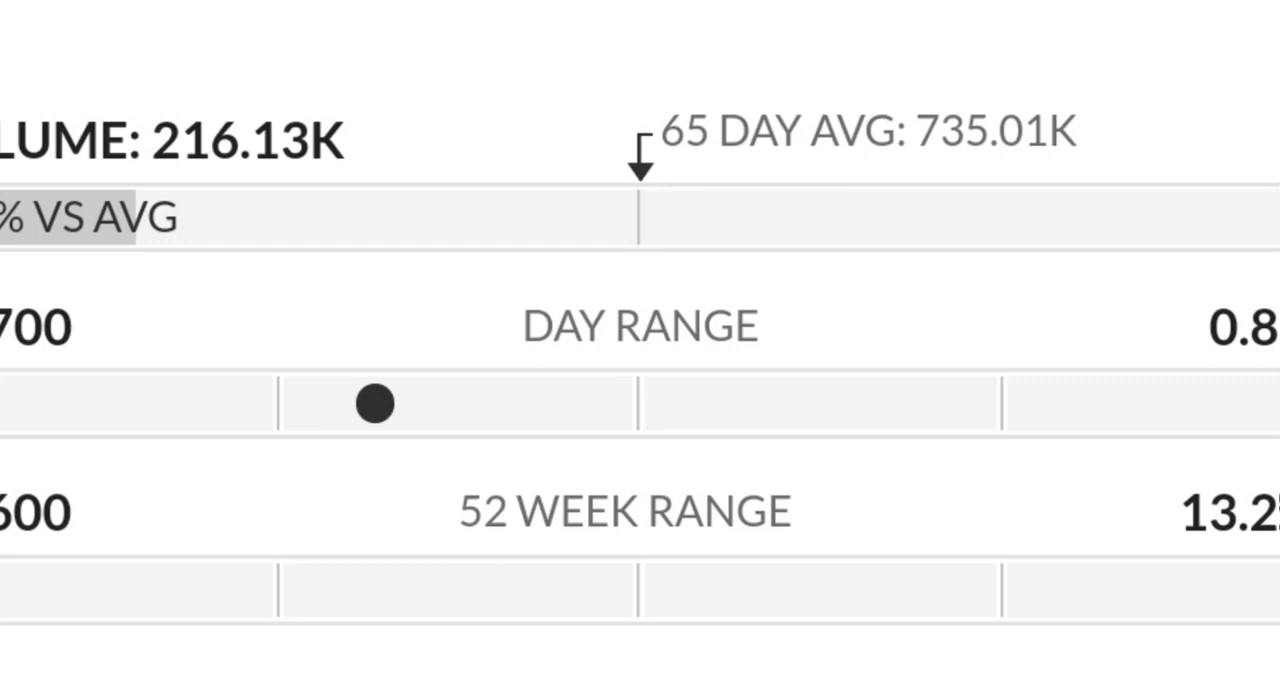 LUME: 216.13K
65 DAY AVG: 735.01K
% VS AVG
700
DAY RANGE
0.8
600
52 WEEK RANGE
13.2